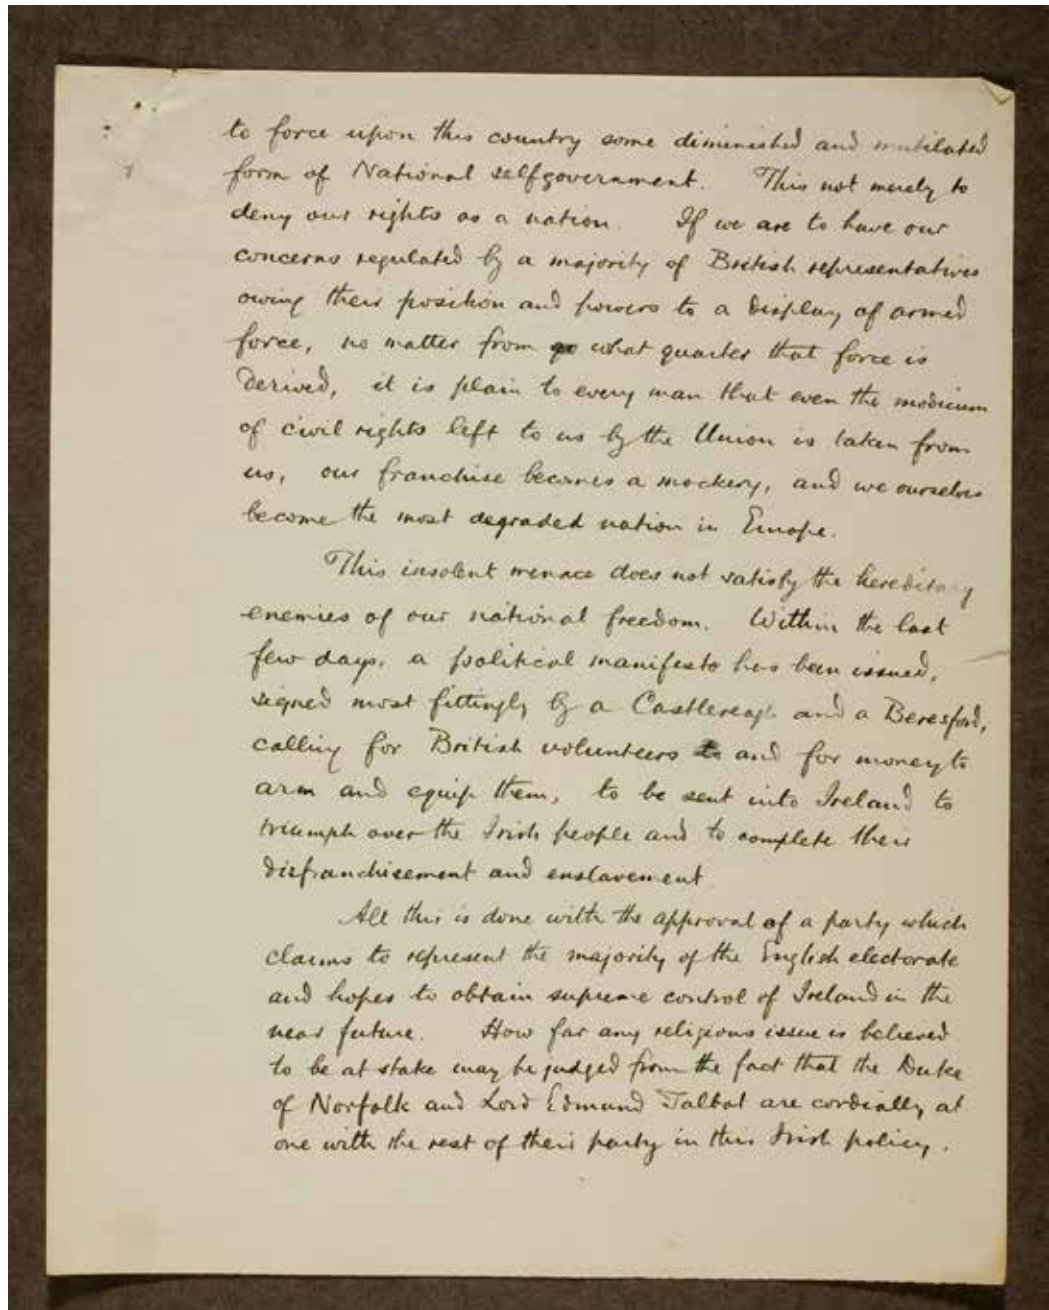 to force upon this country some diminished and mutilated
form of National selfgovernment. This not merely to
deny our rights as a nation. If we are to have our
concerns regulated by a majority of British representatives
owing their position and powers to a display of armed
force, no matter from what quarter that force is
derived, it is plain to every man that even the modicum
of civil rights left to us by the Union is taken from
us, our franchise becomes a mockery, and we ourselves
become the most degraded nation in Europe.
This insolent menace does not satisfy the hereditary
enemies of our national freedom. Within the last
few days, a political manifesto has been issued,
signed most fittingly by a Castlereagh and a Beresford,
calling for British volunteers and for money to
arm and equip them, to be sent into Ireland to
triumph over the Irish people and to complete their
disfranchisement and enslavement
All this is done with the approval of a party which
claims to represent the majority of the English electorate
and hopes to obtain supreme control of Ireland in the
near future. How far any religious issue is believed
to be at stake may be judged from the fact that the Duke
of Norfolk and Lord Edmund Talbot are cordially at
one with the rest of their party in this Irish policy.